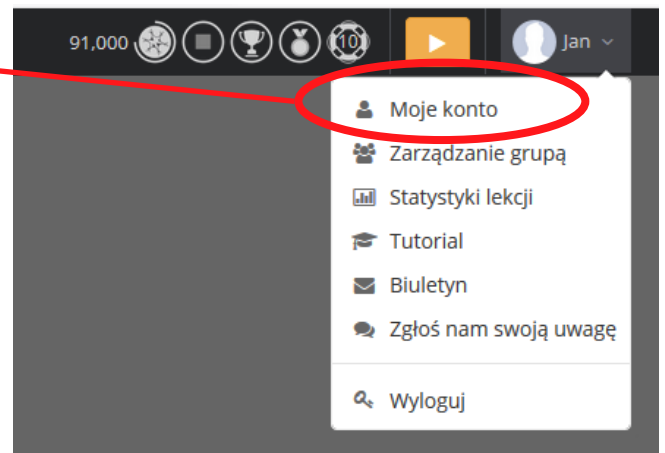 91,000 10 Jan
Moje konto
Zarządzanie grupą
Statystyki lekcji
Tutorial
Biuletyn
Zgłoś nam swoją uwagę
Wyloguj